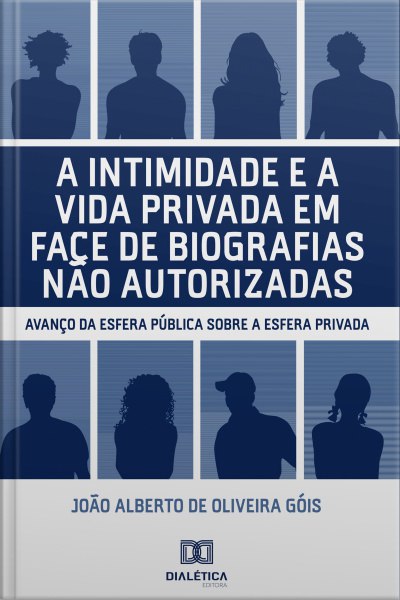 A INTIMIDADE E A
VIDA PRIVADA EM
FACE DE BIOGRAFIAS
NÃO AUTORIZADAS
AVANÇO DA ESFERA PÚBLICA SOBRE A ESFERA PRIVADA
JOÃO ALBERTO DE OLIVEIRA GÓIS
DIALÉTICA
EDITORA